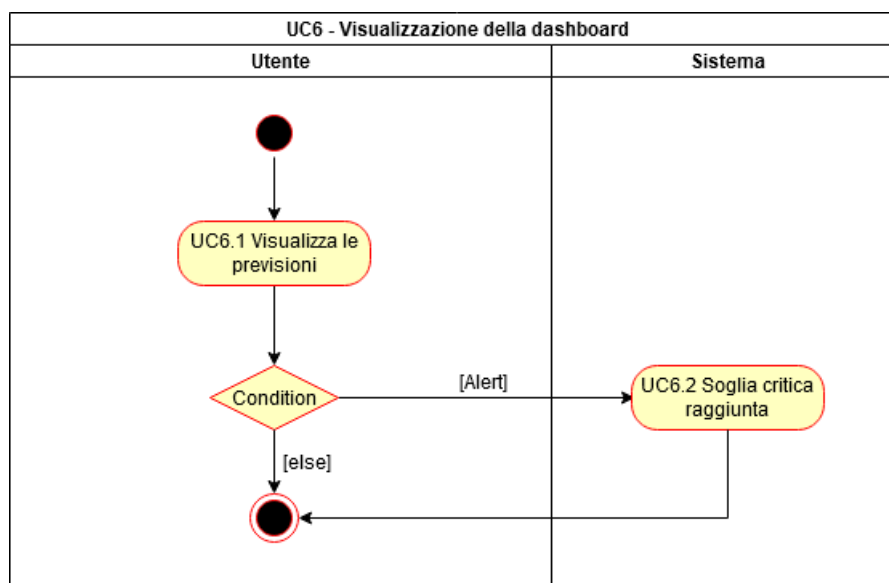 UC6 - Visualizzazione della dashboard
Utente
Sistema
UC6.1 Visualizza le
previsioni
Condition
[Alert]
UC6.2 Soglia critica
raggiunta
[else]